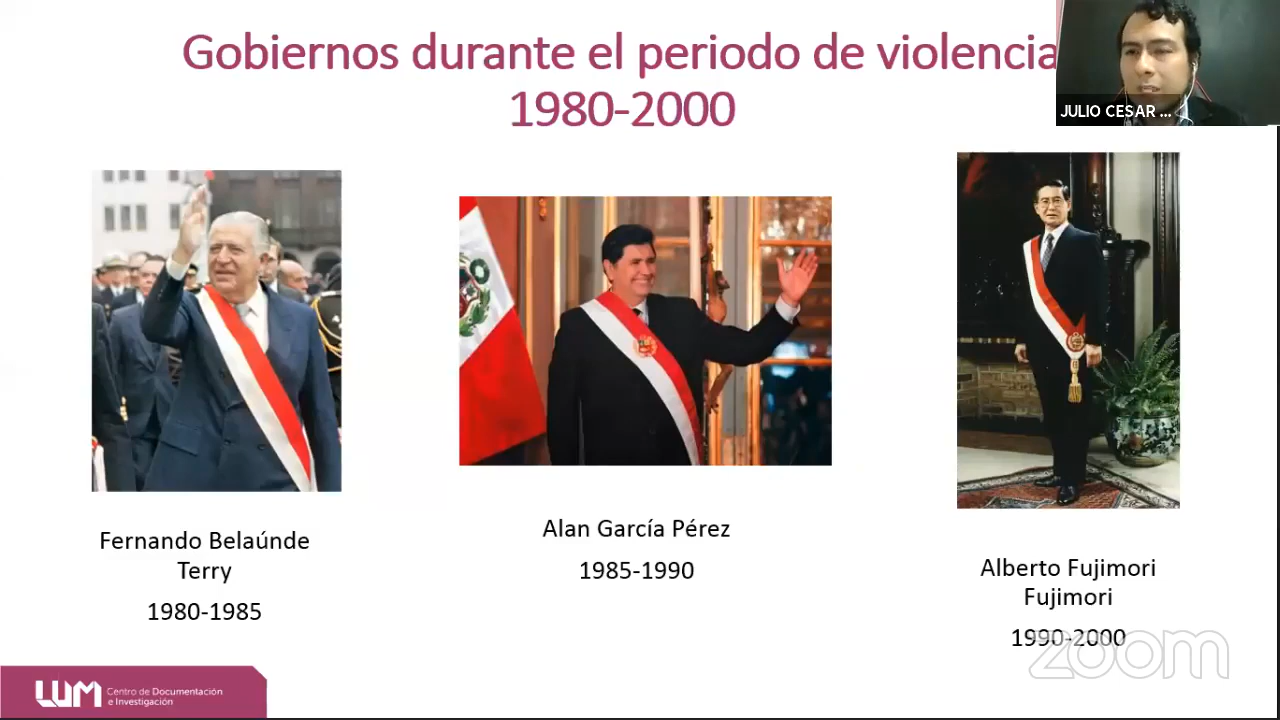 Gobiernos durante el periodo de violencia
1980-2000
JULIO CESAR ...
Fernando Belaúnde
Terry
1980-1985
Alan García Pérez
1985-1990
Alberto Fujimori
Fujimori
1990-2000
zoom
LUM
Centro de Documentación
e Investigación